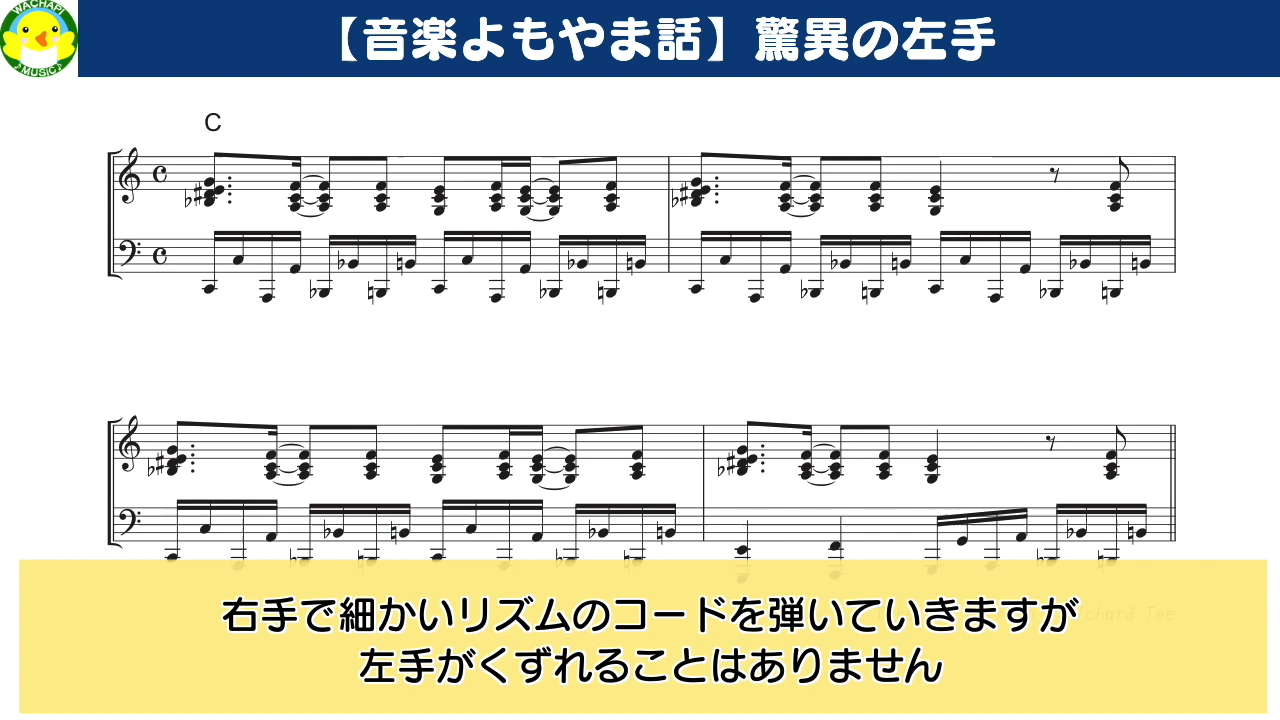 WACHAPI
♪MUSIC♪
【音楽よもやま話】驚異の左手
C
右手で細かいリズムのコードを弾いていきますが
左手がくずれることはありません